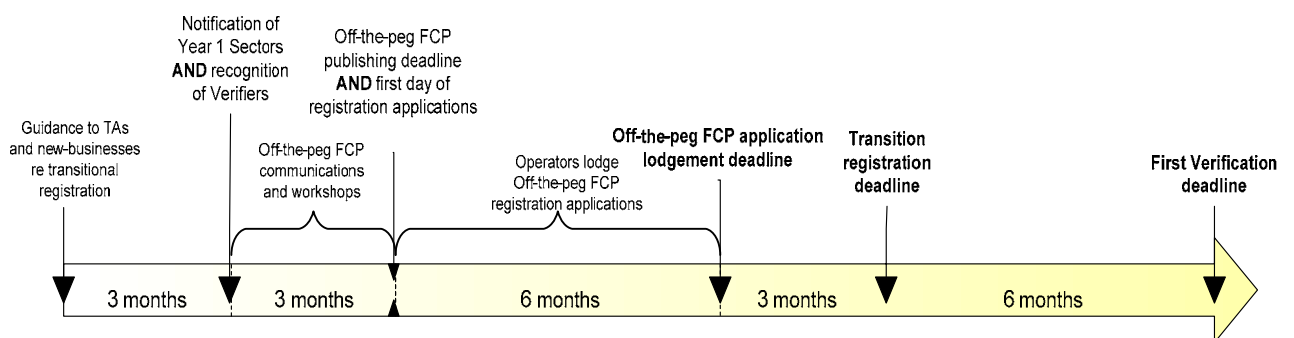 Notification of
Year 1 Sectors
AND recognition
of Verifiers
Off-the-peg FCP
publishing deadline
AND first day of
registration applications
Guidance to TAs
and new-businesses
re transitional
registration
Off-the-peg FCP
communications
and workshops
Operators lodge
Off-the-peg FCP
registration applications
Off-the-peg FCP application
lodgement deadline
Transition
registration
deadline
First Verification
deadline
3 months
3 months
6 months
3 months
6 months